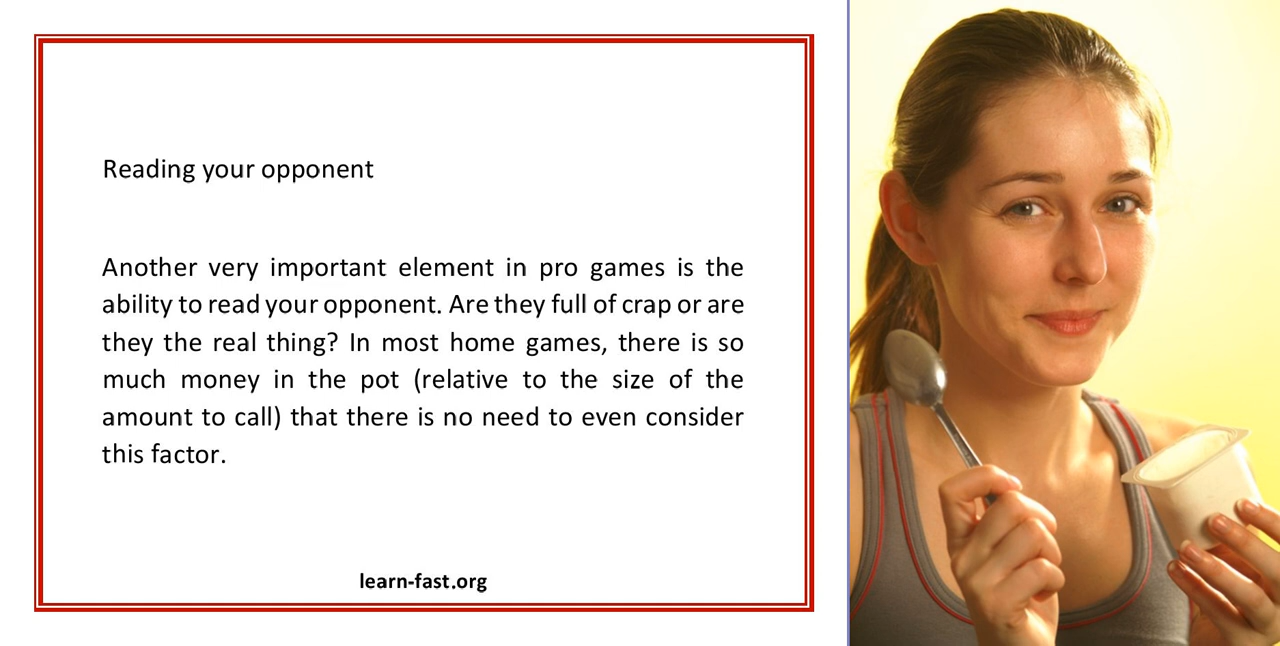 Reading your opponent
Another very important element in pro games is the
ability to read your opponent. Are they full of crap or are
they the real thing? In most home games, there is so
much money in the pot (relative to the size of the
amount to call) that there is no need to even consider
this factor.
learn-fast.org